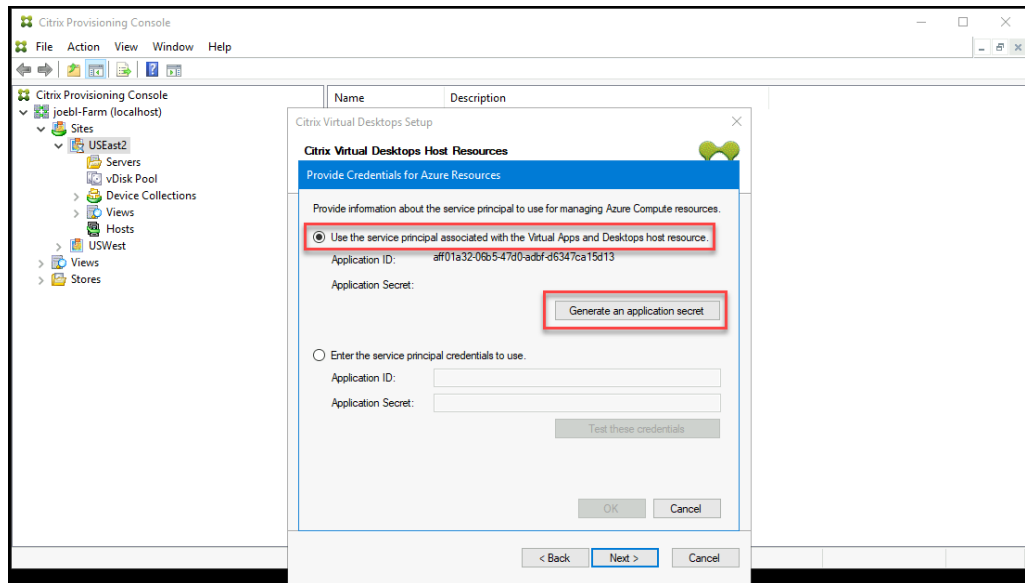 Citrix Provisioning Console
File Action View Window Help
Citrix Provisioning Console
joebl-Farm (localhost)
Sites
USEast2
Servers
vDisk Pool
Device Collections
Views
Hosts
USWest
Views
Stores
Name Description
Citrix Virtual Desktops Setup
Citrix Virtual Desktops Host Resources
Provide Credentials for Azure Resources
Provide information about the service principal to use for managing Azure Compute resources.
Use the service principal associated with the Virtual Apps and Desktops host resource.
Application ID: aff01a32-06b5-47d0-adbf-d6347ca15d13
Application Secret:
Generate an application secret
Enter the service principal credentials to use.
Application ID:
Application Secret:
Test these credentials
OK Cancel
< Back Next > Cancel